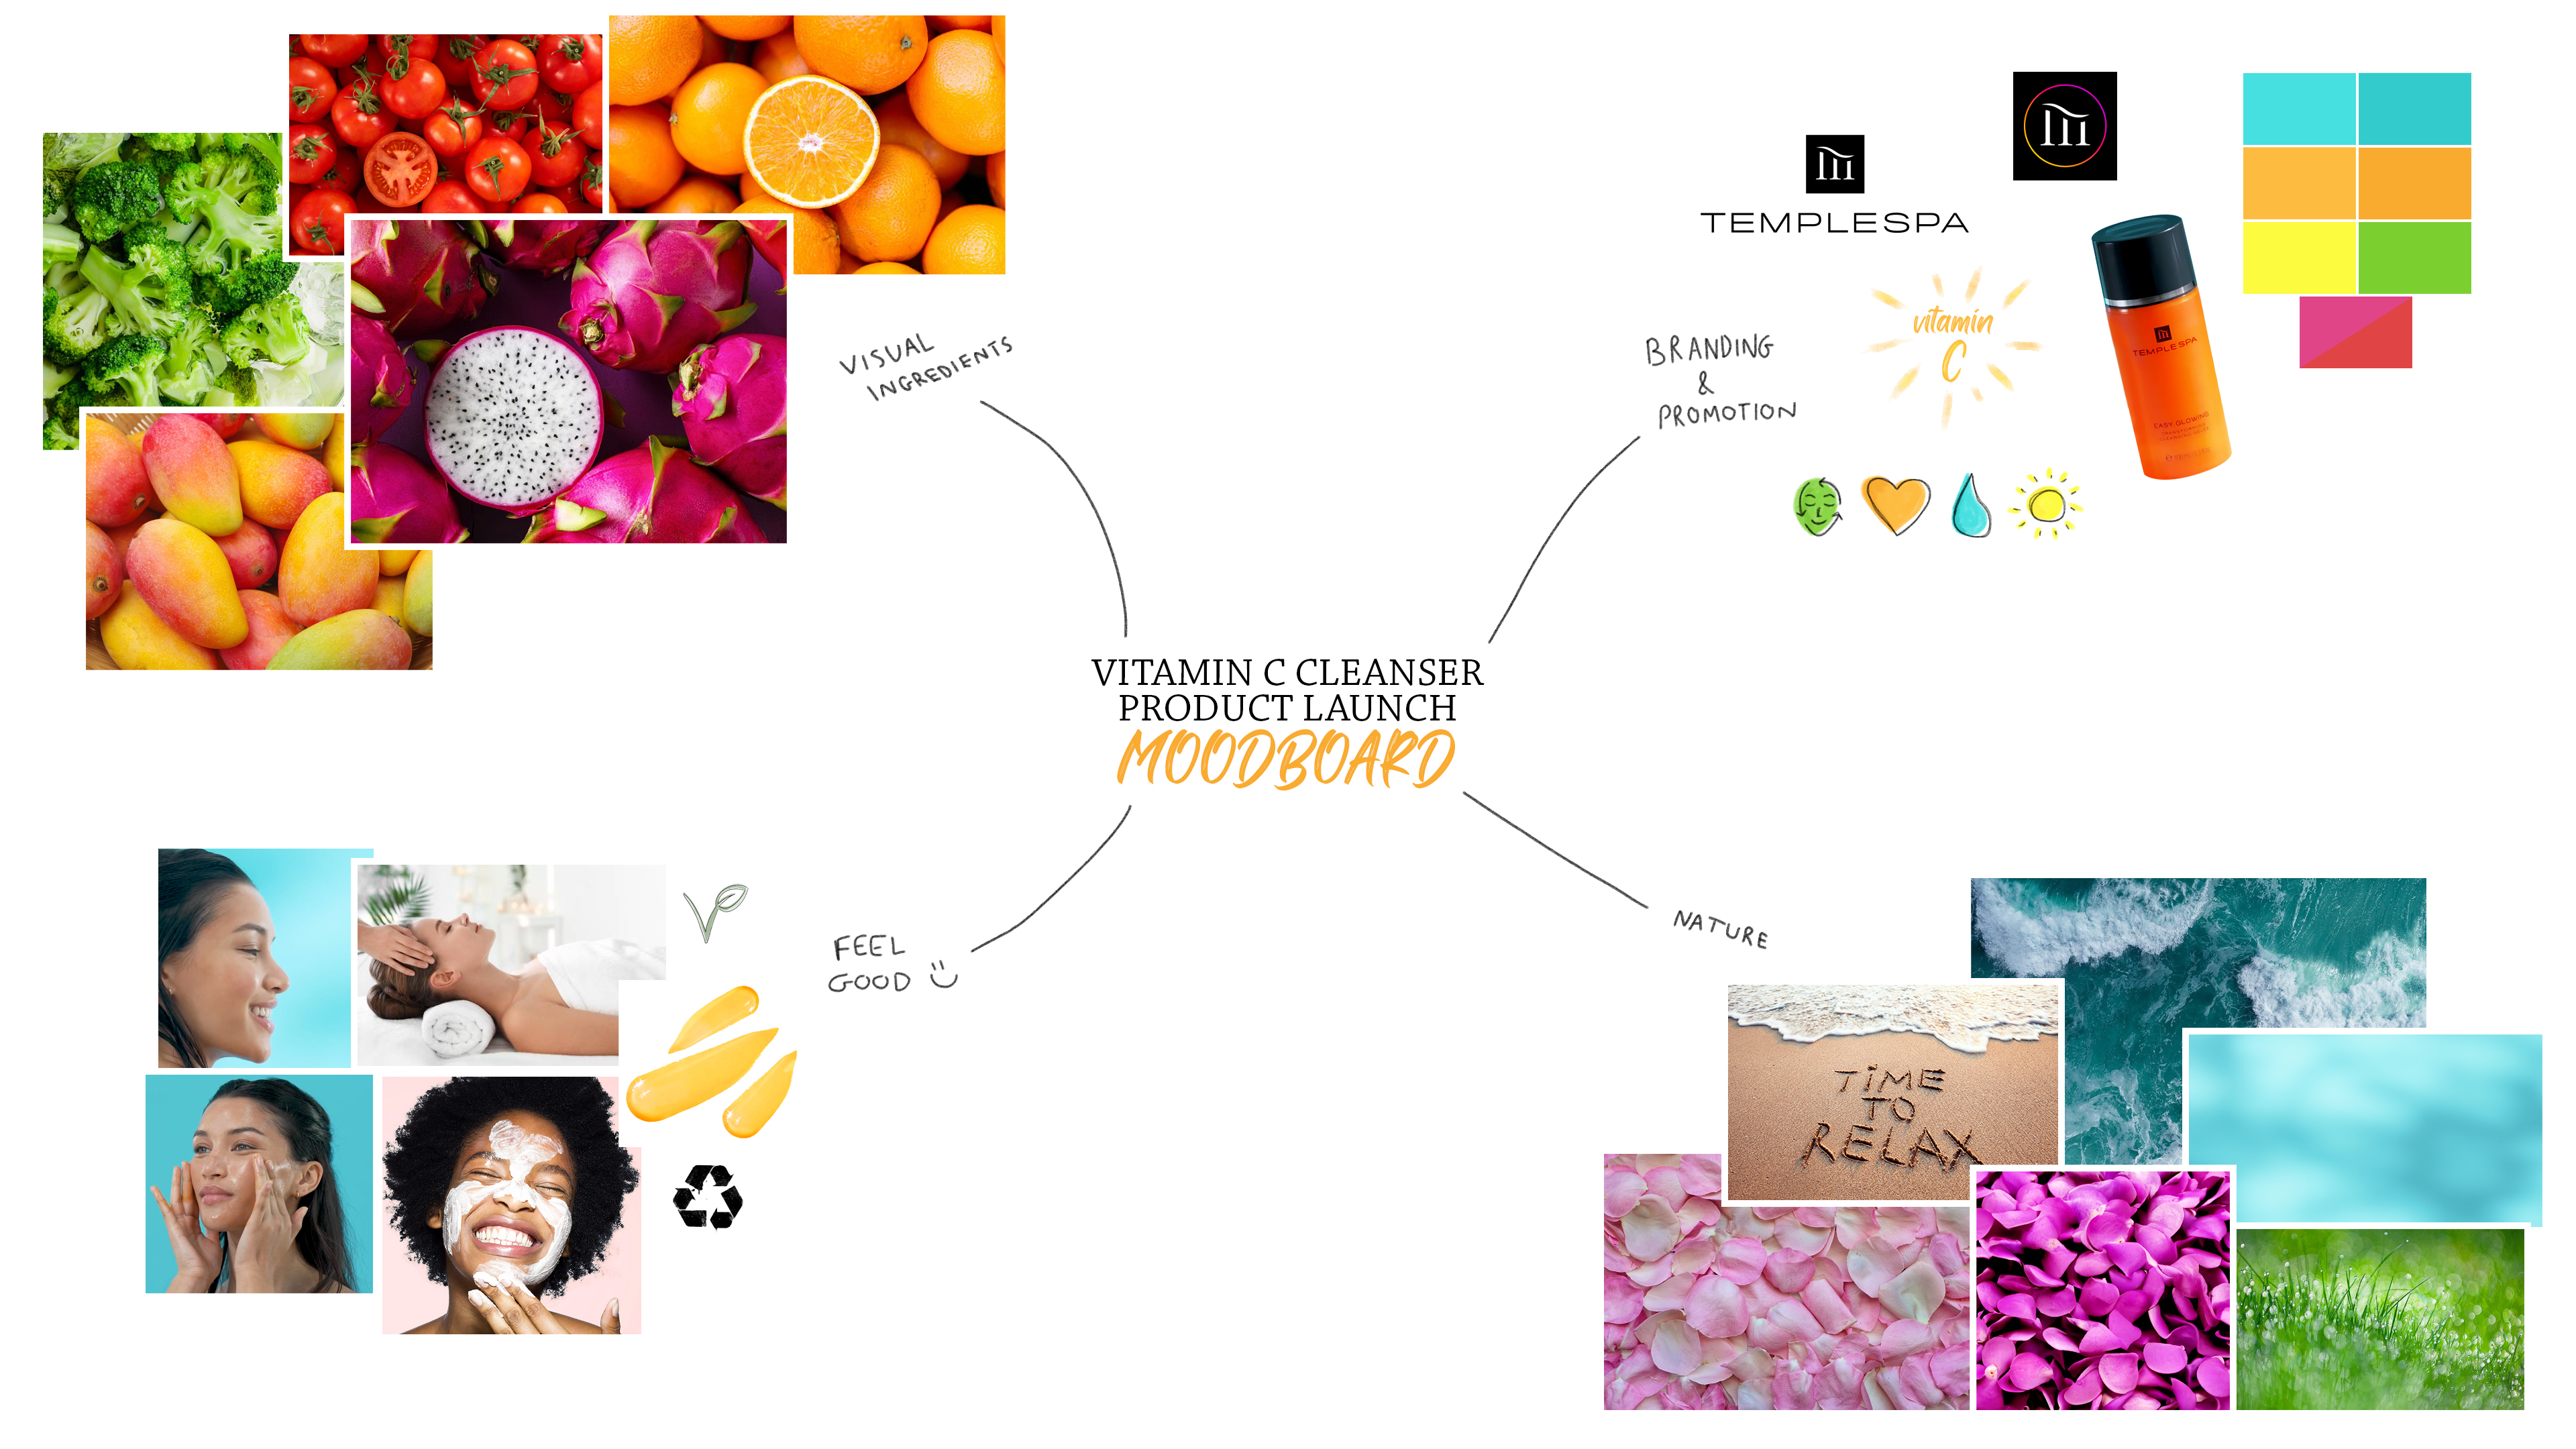 VISUAL
INGREDIENTS
TEMPLESPA
BRANDING
&
PROMOTION
vitamin
C
TEMPLESPA
EASY GLOWING
VITAMIN C CLEANSER
PRODUCT LAUNCH
MOODBOARD
FEEL
GOOD
NATURE
TIME
TO
RELAX